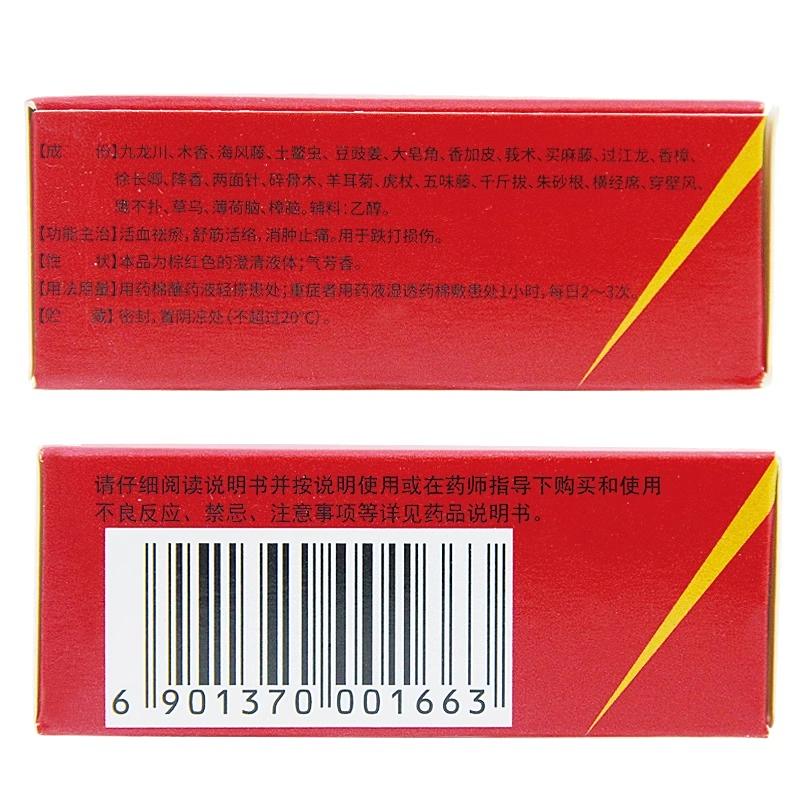 【成 份】九龙川、木香、海风藤、土鳖虫、豆豉姜、大皂角、香加皮、莪术、买麻藤、过江龙、香樟、
徐长卿、降香、两面针、碎骨木、羊耳菊、虎杖、五味藤、千斤拔、朱砂根、横经席、穿壁风、
鹰不扑、草乌、薄荷脑、樟脑。辅料:乙醇。
【功能主治】活血祛瘀,舒筋活络,消肿止痛。用于跌打损伤。
【性 状】本品为棕红色的澄清液体;气芳香。
【用法用量】用药棉蘸药液轻搽患处;重症者用药液湿透药棉敷患处1小时,每日2~3次。
【贮 藏】密封,置阴凉处(不超过20℃)。
请仔细阅读说明书并按说明使用或在药师指导下购买和使用
不良反应、禁忌、注意事项等详见药品说明书。
6 901370 001663